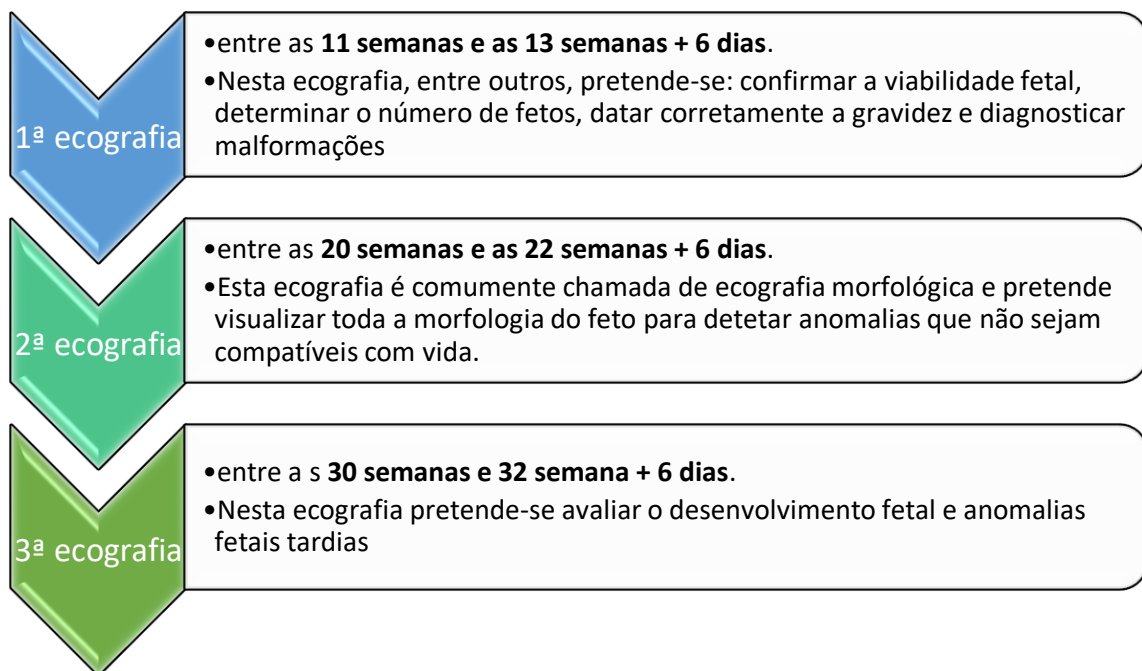 1ª ecografia
•entre as 11 semanas e as 13 semanas + 6 dias.
•Nesta ecografia, entre outros, pretende-se: confirmar a viabilidade fetal,
determinar o número de fetos, datar corretamente a gravidez e diagnosticar
malformações
2ª ecografia
•entre as 20 semanas e as 22 semanas + 6 dias.
•Esta ecografia é comumente chamada de ecografia morfológica e pretende
visualizar toda a morfologia do feto para detetar anomalias que não sejam
compatíveis com vida.
3ª ecografia
•entre a s 30 semanas e 32 semana + 6 dias.
•Nesta ecografia pretende-se avaliar o desenvolvimento fetal e anomalias
fetais tardias